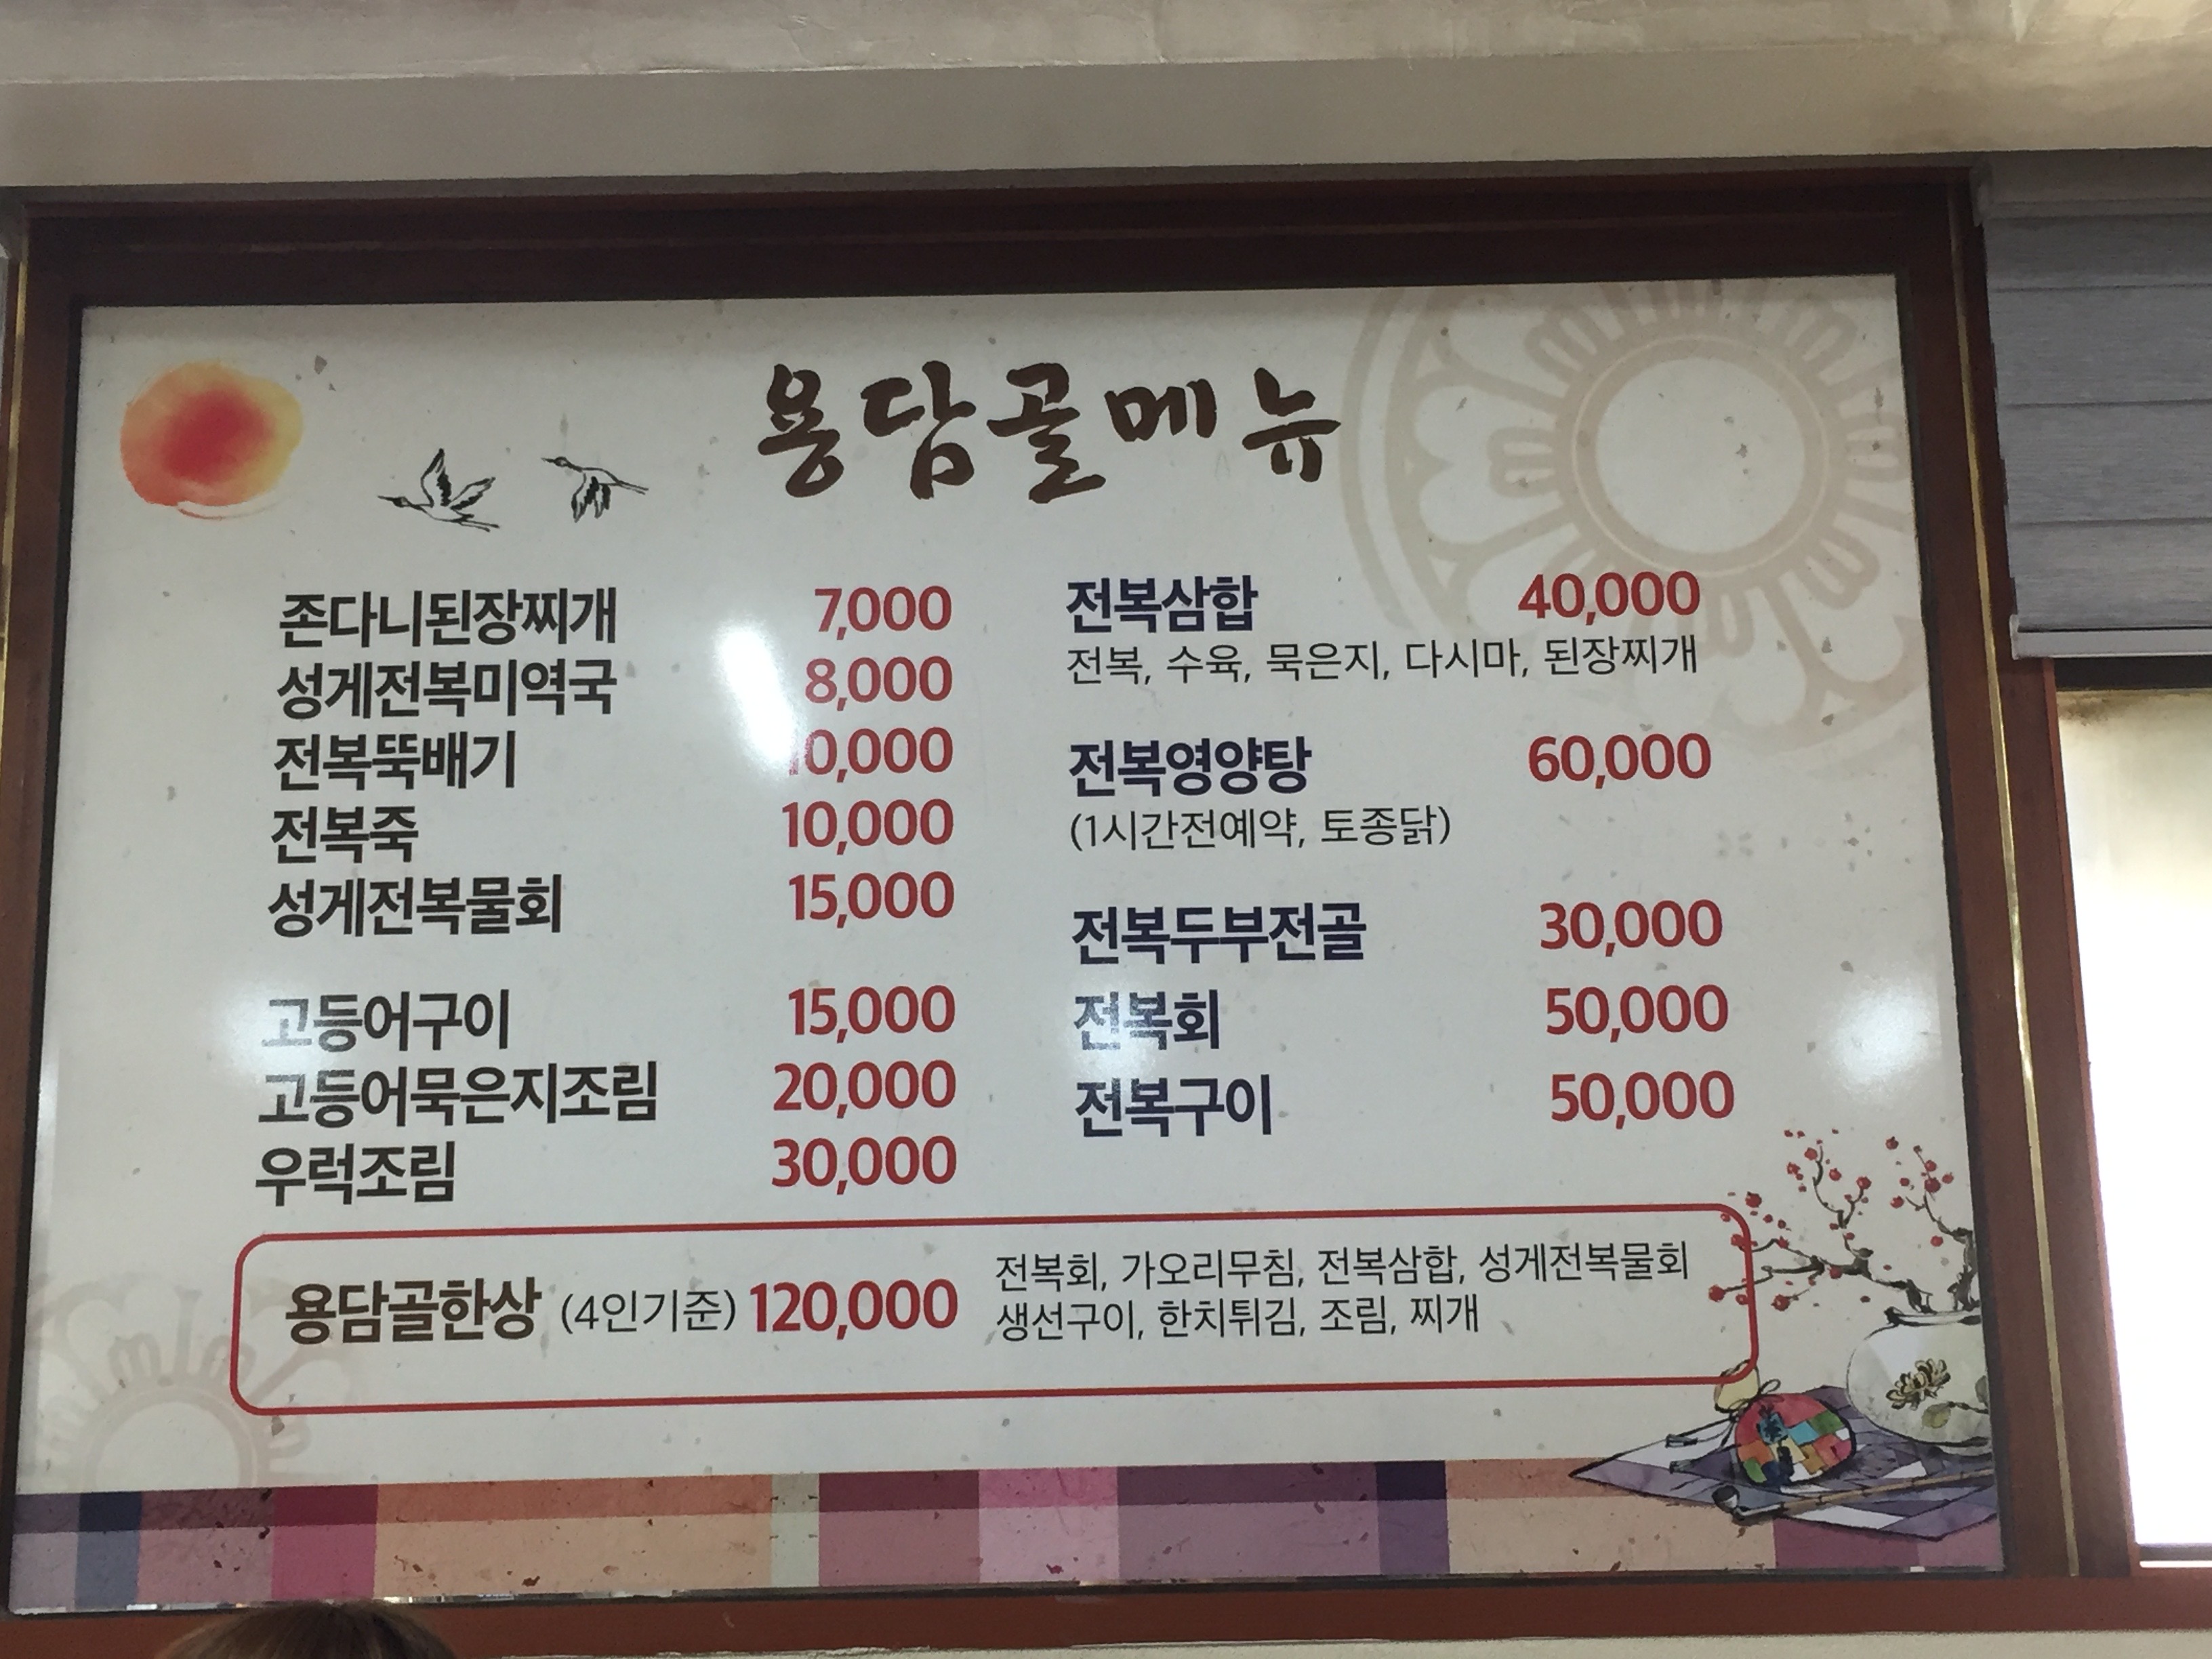 용담골메뉴
존다니된장찌개 7,000
성게전복미역국 8,000
전복뚝배기 10,000
전복죽 10,000
성게전복물회 15,000
고등어구이 15,000
고등어묵은지조림 20,000
우럭조림 30,000
전복삼합 40,000
전복, 수육, 묵은지, 다시마, 된장찌개
전복영양탕 60,000
(1시간전예약, 토종닭)
전복두부전골 30,000
전복회 50,000
전복구이 50,000
용담골한상 (4인기준) 120,000
전복회, 가오리무침, 전복삼합, 성게전복물회
생선구이, 한치튀김, 조림, 찌개